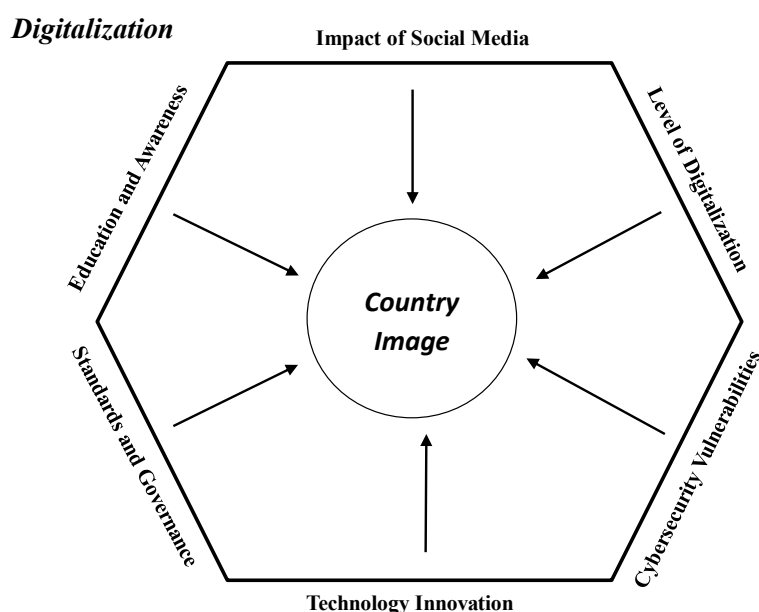 Digitalization
Impact of Social Media
Education and Awareness
Level of Digitalization
Country
Image
Standards and Governance
Cybersecurity Vulnerabilities
Technology Innovation